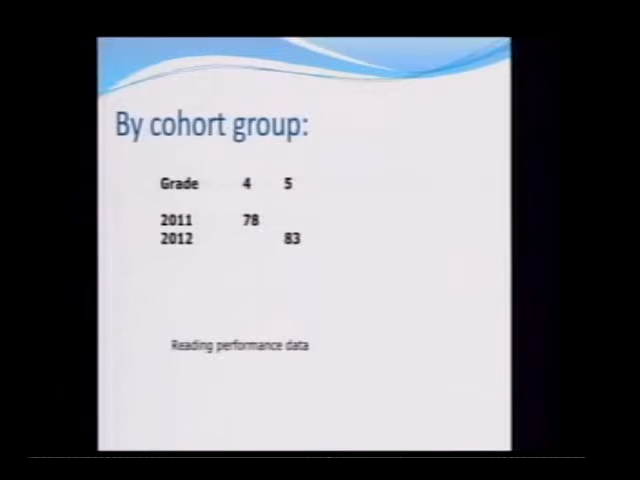 By cohort group:
Grade 4 5
2011 78
2012 83
Reading performance data